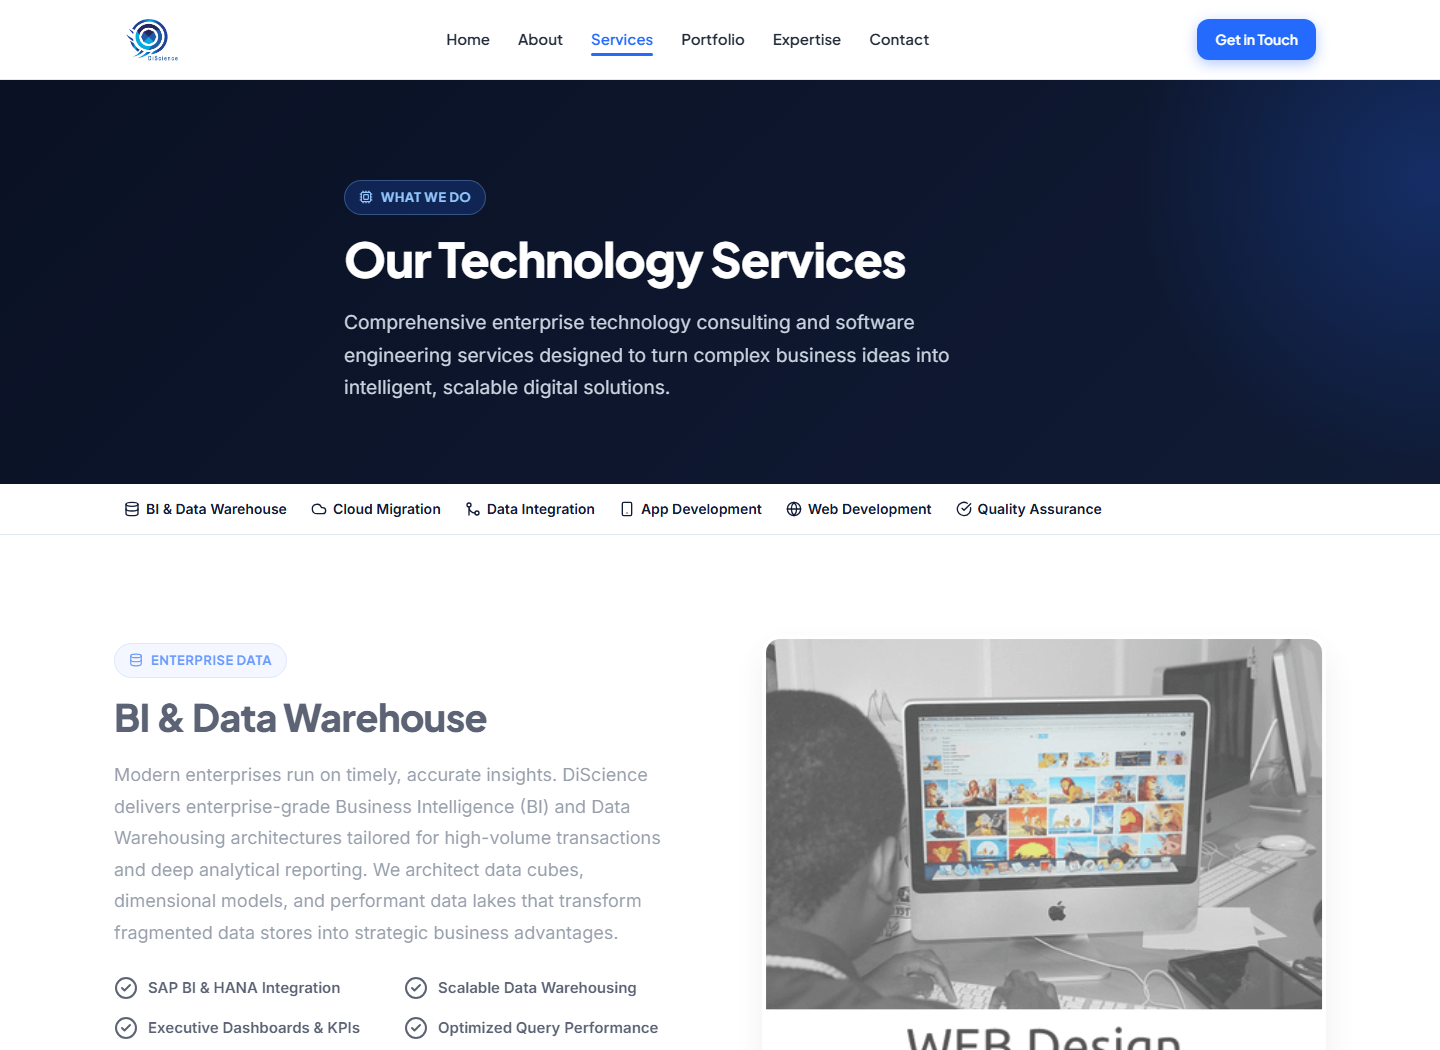 DiScience
Home
About
Services
Portfolio
Expertise
Contact
Get in Touch
WHAT WE DO
Our Technology Services
Comprehensive enterprise technology consulting and software
engineering services designed to turn complex business ideas into
intelligent, scalable digital solutions.
BI & Data Warehouse
Cloud Migration
Data Integration
App Development
Web Development
Quality Assurance
ENTERPRISE DATA
BI & Data Warehouse
Modern enterprises run on timely, accurate insights. DiScience
delivers enterprise-grade Business Intelligence (BI) and Data
Warehousing architectures tailored for high-volume transactions
and deep analytical reporting. We architect data cubes,
dimensional models, and performant data lakes that transform
fragmented data stores into strategic business advantages.
SAP BI & HANA Integration
Scalable Data Warehousing
Executive Dashboards & KPIs
Optimized Query Performance
WEB Design